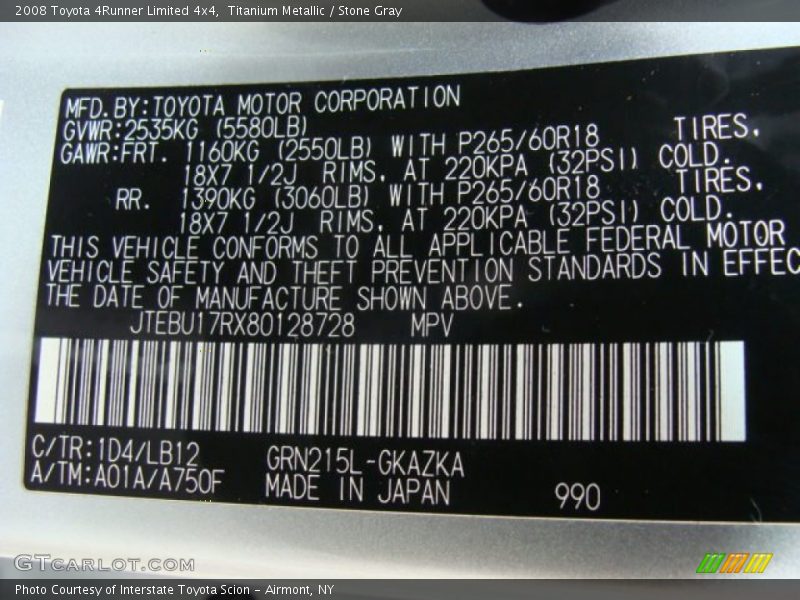 2008 Toyota 4Runner Limited 4x4,  Titanium Metallic / Stone Gray
MFD. BY: TOYOTA MOTOR CORPORATION
GVWR: 2535KG (5580LB)
GAWR: FRT. 1160KG (2550LB) WITH P265/60R18 TIRES,
18X7 1/2J RIMS, AT 220KPA (32PSI) COLD.
RR. 1390KG (3060LB) WITH P265/60R18 TIRES,
18X7 1/2J RIMS, AT 220KPA (32PSI) COLD.
THIS VEHICLE CONFORMS TO ALL APPLICABLE FEDERAL MOTOR
VEHICLE SAFETY AND THEFT PREVENTION STANDARDS IN EFFEC
THE DATE OF MANUFACTURE SHOWN ABOVE.
JTEBU17RX80128728 MPV
C/TR: 1D4/LB12 GRN215L-GKAZKA
A/TM: A01A/A750F MADE IN JAPAN 990
GTCARLOT.COM
Photo Courtesy of Interstate Toyota Scion - Airmont, NY